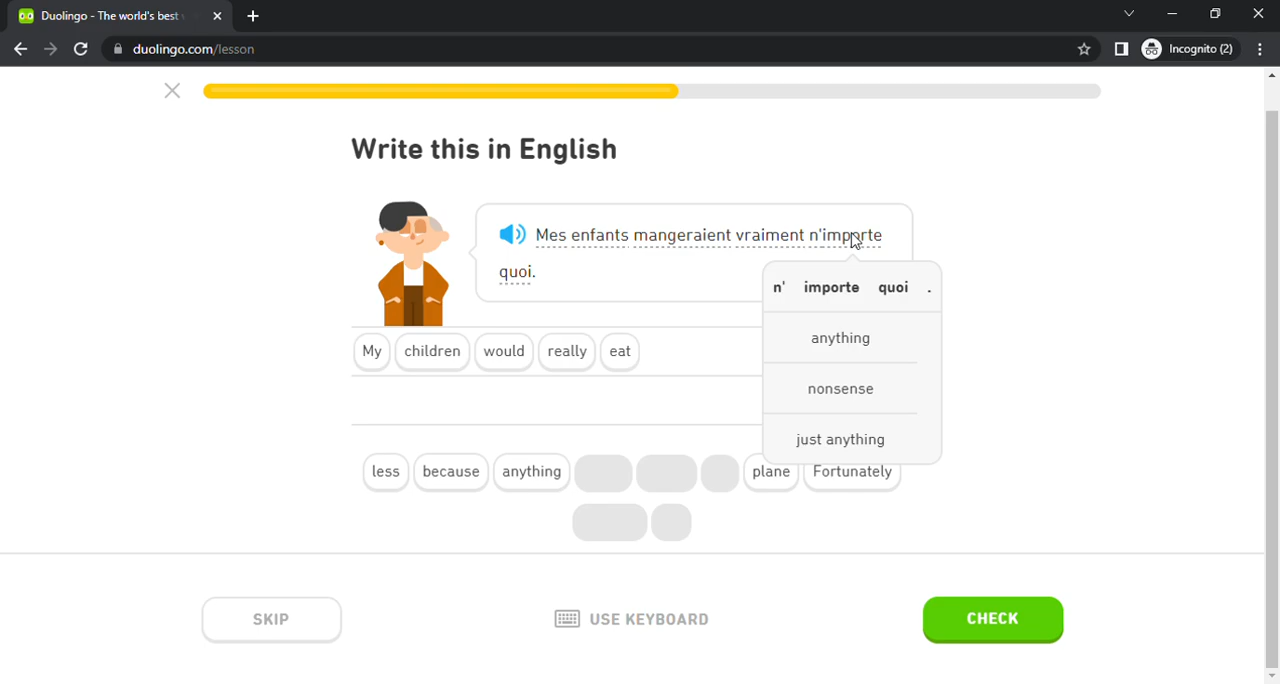 Duolingo - The world's best
duolingo.com/lesson
Incognito (2)
Write this in English
Mes enfants mangeraient vraiment n'importe
quoi.
n' importe quoi .
anything
nonsense
just anything
My children would really eat
less because anything plane Fortunately
SKIP
USE KEYBOARD
CHECK